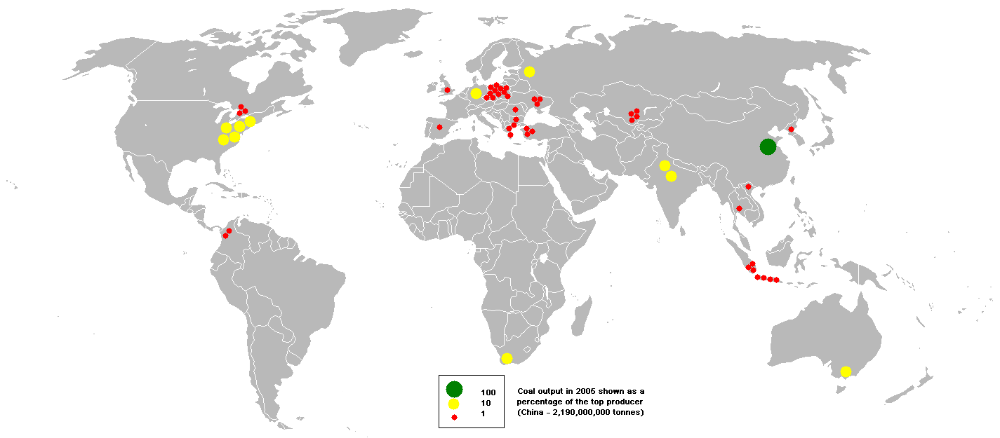 100
10
1
Coal output in 2005 shown as a
percentage of the top producer
(China - 2,190,000,000 tonnes)